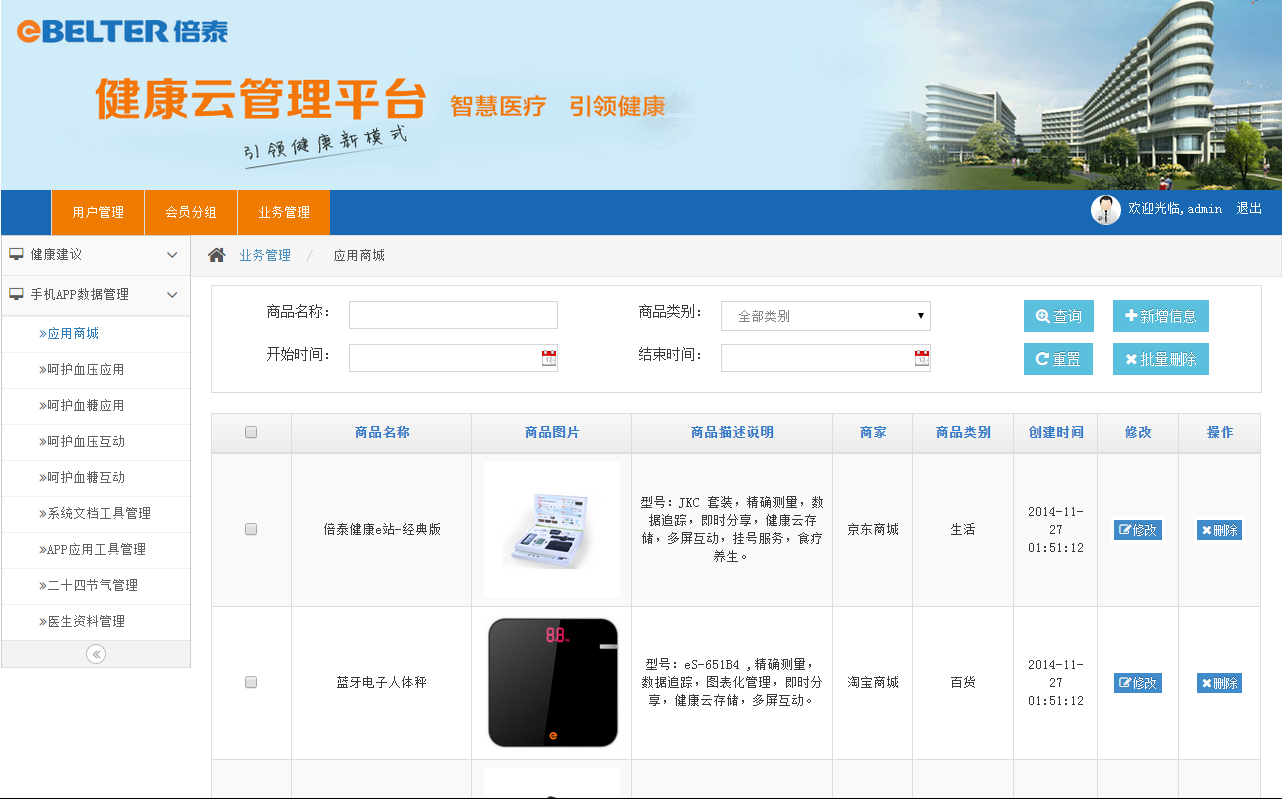 eBELTER 倍泰
健康云管理平台 智慧医疗 引领健康
引领健康新模式
用户管理 会员分组 业务管理 欢迎光临,admin 退出
健康建议
手机APP数据管理
»应用商城
»呵护血压应用
»呵护血糖应用
»呵护血压互动
»呵护血糖互动
»系统文档工具管理
»APP应用工具管理
»二十四节气管理
»医生资料管理
业务管理 / 应用商城
商品名称： 商品类别： 全部类别 查询 新增信息
开始时间： 结束时间： 重置 批量删除
商品名称 商品图片 商品描述说明 商家 商品类别 创建时间 修改 操作
倍泰健康e站-经典版
型号：JKC 套装，精确测量，数
据追踪，即时分享，健康云存
储，多屏互动，挂号服务，食疗
养生。
京东商城
生活
2014-11-
27
01:51:12
修改
删除
蓝牙电子人体秤
88
型号：eS-651B4 ,精确测量，
数据追踪，图表化管理，即时分
享，健康云存储，多屏互动。
淘宝商城
百货
2014-11-
27
01:51:12
修改
删除